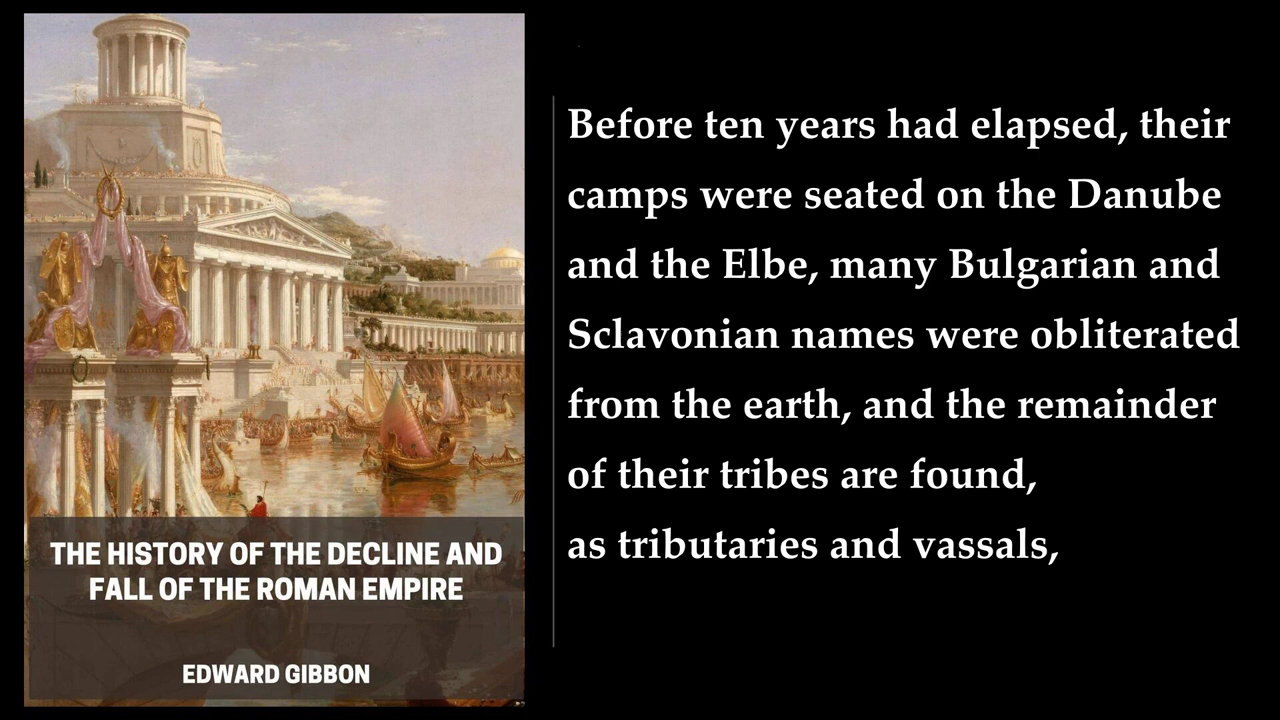 THE HISTORY OF THE DECLINE AND
FALL OF THE ROMAN EMPIRE
EDWARD GIBBON
Before ten years had elapsed, their
camps were seated on the Danube
and the Elbe, many Bulgarian and
Sclavonian names were obliterated
from the earth, and the remainder
of their tribes are found,
as tributaries and vassals,